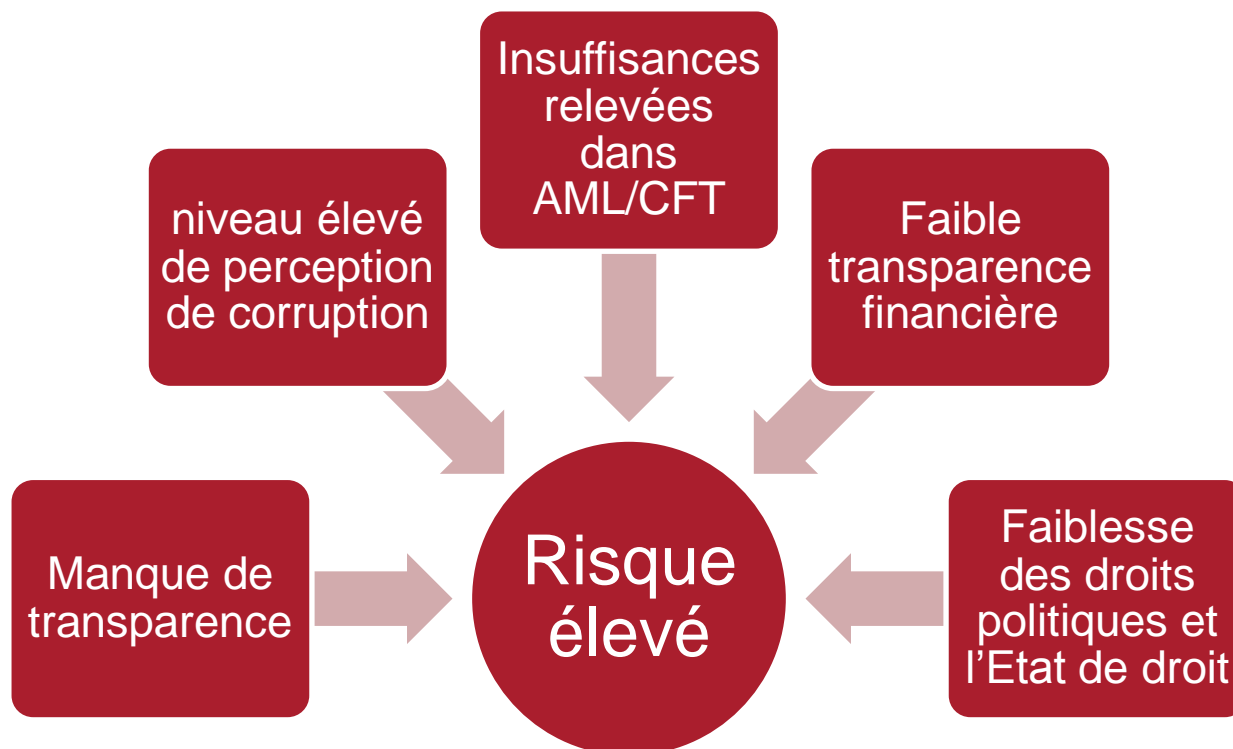 Insuffisances
relevées
dans
AML/CFT
niveau élevé
de perception
de corruption
Faible
transparence
financière
Manque de
transparence
Risque
élevé
Faiblesse
des droits
politiques et
l'Etat de droit